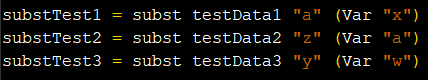 substTest1 = subst testData1 "a" (Var "x")
substTest2 = subst testData2 "z" (Var "a")
substTest3 = subst testData3 "y" (Var "w")